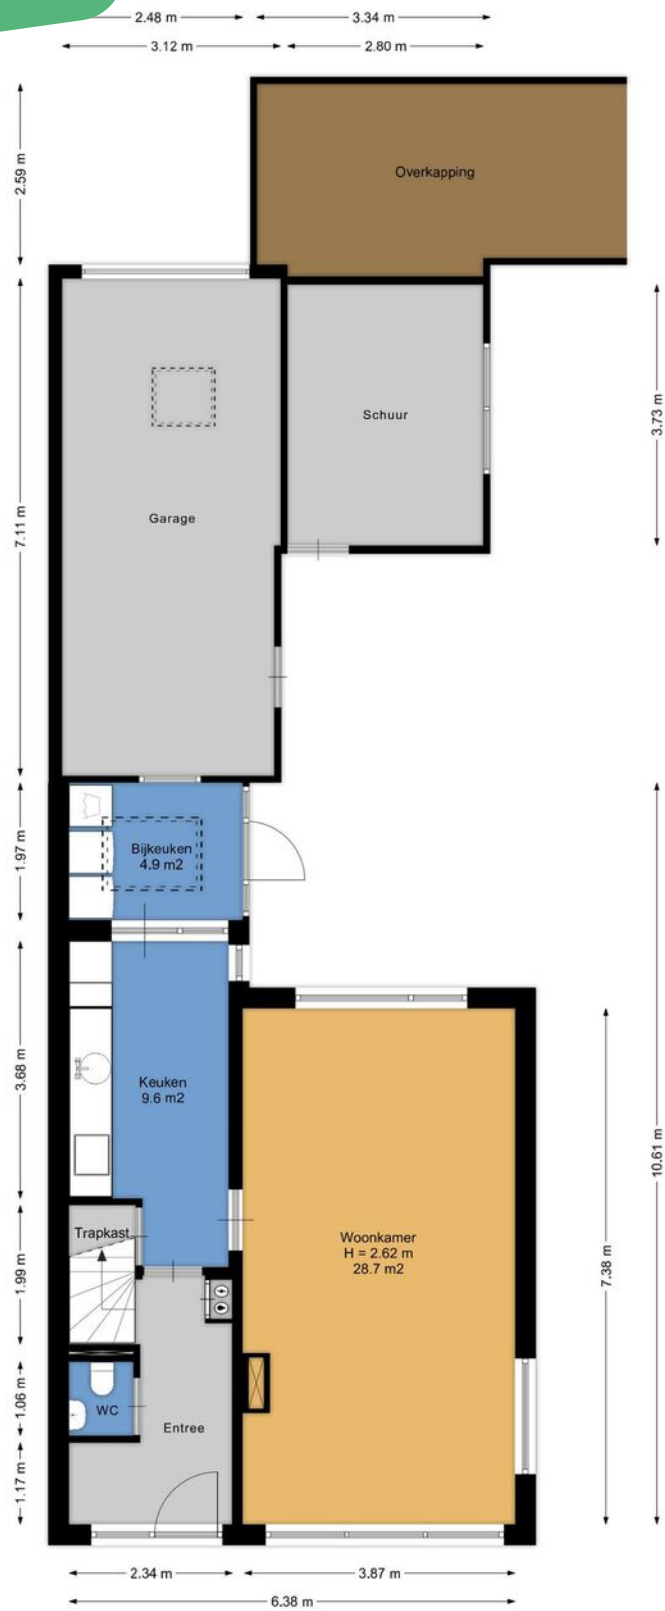 2.48 m
3.34 m
3.12 m
2.80 m
2.59 m
Overkapping
3.73 m
Schuur
7.11 m
Garage
1.97 m
Bijkeuken
4.9 m2
3.68 m
Keuken
9.6 m2
10.61 m
Trapkast
Woonkamer
H = 2.62 m
28.7 m2
1.99 m
7.38 m
1.06 m
WC
Entree
1.17 m
2.34 m
3.87 m
6.38 m